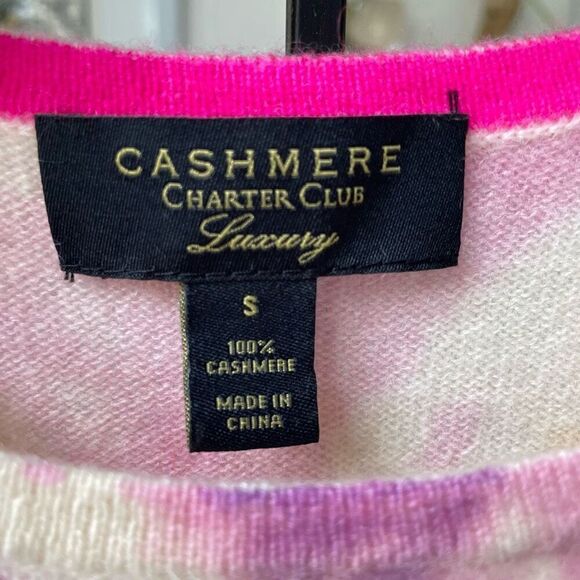 CASHMERE
CHARTER CLUB
Luxury
S
100%
CASHMERE
MADE IN
CHINA